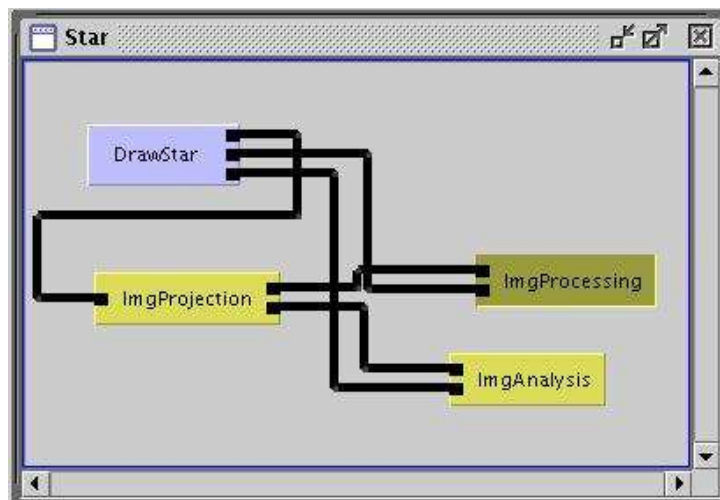 Star
DrawStar
ImgProjection
ImgProcessing
ImgAnalysis